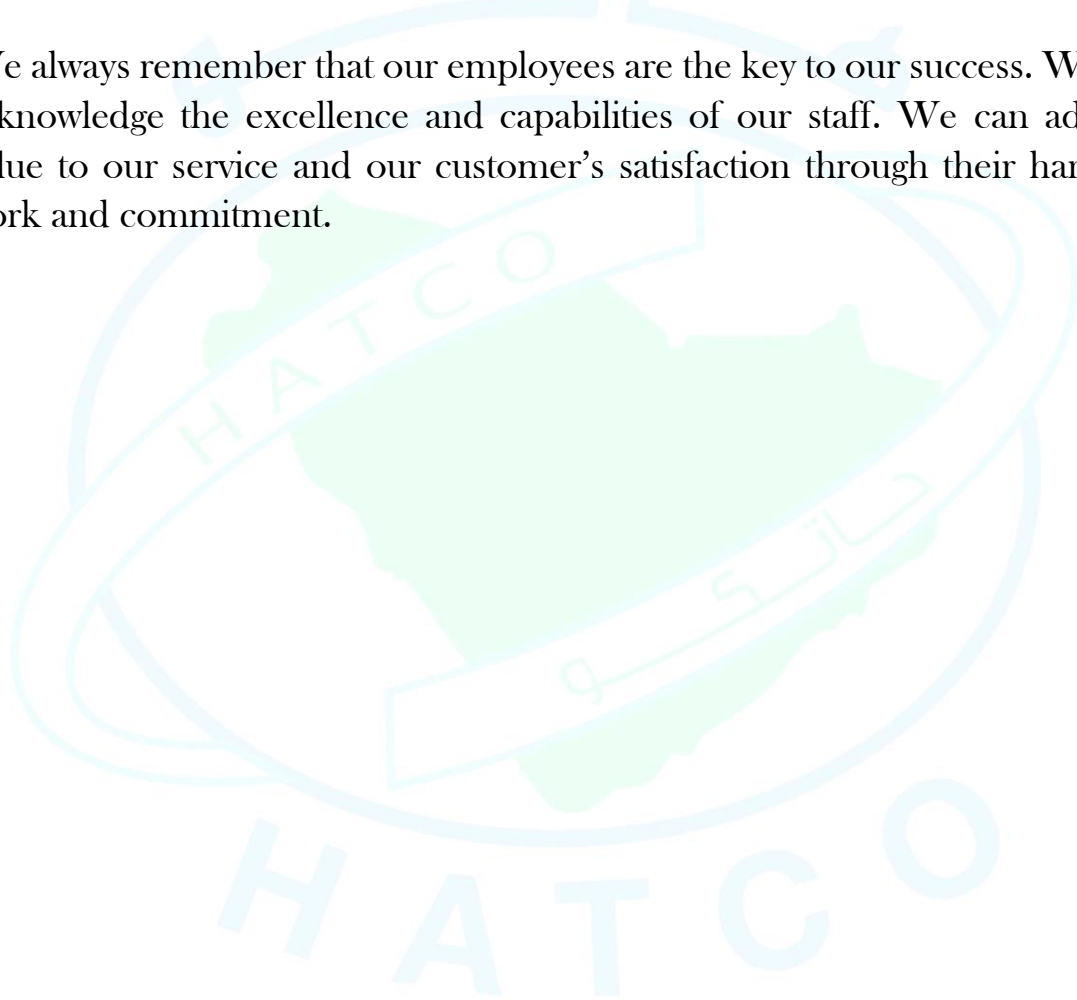 e always remember that our employees are the key to our success. W
knowledge the excellence and capabilities of our staff. We can ad
lue to our service and our customer’s satisfaction through their har
ork and commitment.
HATCO
حاتكو
HATCO